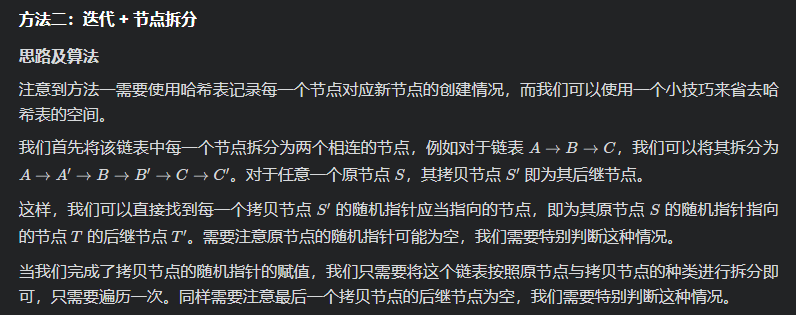 方法二：迭代 + 节点拆分
思路及算法
注意到方法一需要使用哈希表记录每一个节点对应新节点的创建情况，而我们可以使用一个小技巧来省去哈
希表的空间。
我们首先将该链表中每一个节点拆分为两个相连的节点，例如对于链表 A → B → C，我们可以将其拆分为
A → A′ → B → B′ → C → C′。对于任意一个原节点 S，其拷贝节点 S′ 即为其后继节点。
这样，我们可以直接找到每一个拷贝节点 S′ 的随机指针应当指向的节点，即为其原节点 S 的随机指针指向
的节点 T 的后继节点 T′。需要注意原节点的随机指针可能为空，我们需要特别判断这种情况。
当我们完成了拷贝节点的随机指针的赋值，我们只需要将这个链表按照原节点与拷贝节点的种类进行拆分即
可，只需要遍历一次。同样需要注意最后一个拷贝节点的后继节点为空，我们需要特别判断这种情况。